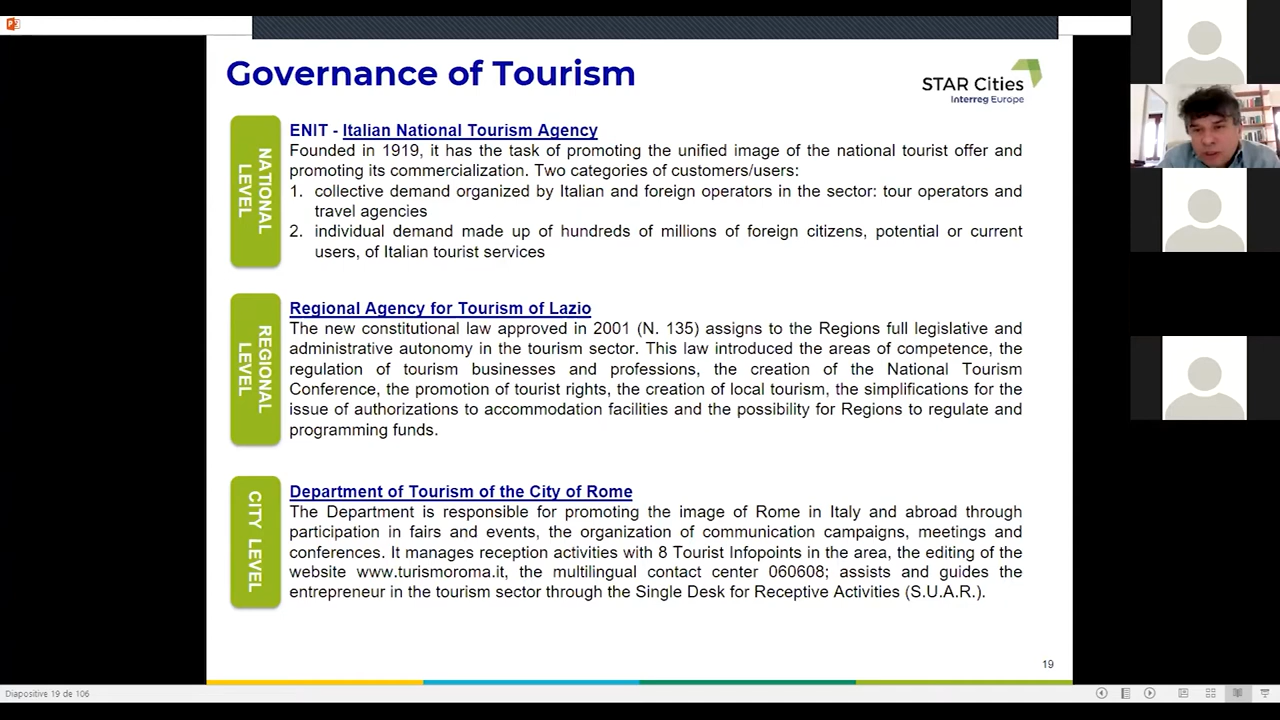 Governance of Tourism
STAR Cities
Interreg Europe
NATIONAL
LEVEL
ENIT - Italian National Tourism Agency
Founded in 1919, it has the task of promoting the unified image of the national tourist offer and
promoting its commercialization. Two categories of customers/users:
1. collective demand organized by Italian and foreign operators in the sector: tour operators and
travel agencies
2. individual demand made up of hundreds of millions of foreign citizens, potential or current
users, of Italian tourist services
REGIONAL
LEVEL
Regional Agency for Tourism of Lazio
The new constitutional law approved in 2001 (N. 135) assigns to the Regions full legislative and
administrative autonomy in the tourism sector. This law introduced the areas of competence, the
regulation of tourism businesses and professions, the creation of the National Tourism
Conference, the promotion of tourist rights, the creation of local tourism, the simplifications for the
issue of authorizations to accommodation facilities and the possibility for Regions to regulate and
programming funds.
CITY LEVEL
Department of Tourism of the City of Rome
The Department is responsible for promoting the image of Rome in Italy and abroad through
participation in fairs and events, the organization of communication campaigns, meetings and
conferences. It manages reception activities with 8 Tourist Infopoints in the area, the editing of the
website www.turismoroma.it, the multilingual contact center 060608; assists and guides the
entrepreneur in the tourism sector through the Single Desk for Receptive Activities (S.U.A.R.).
19
Diapositive 19 de 106